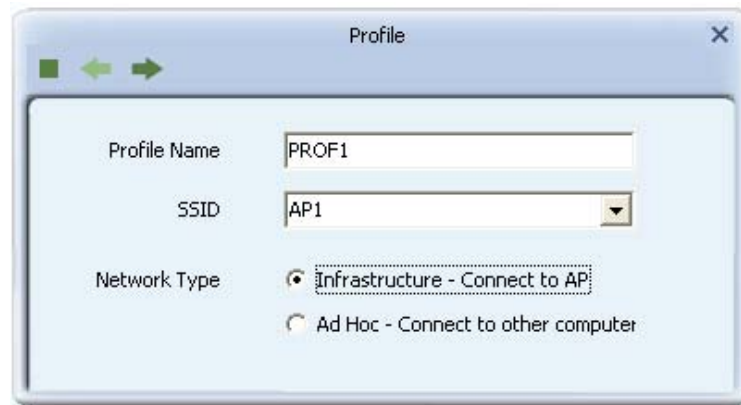 Profile
Profile Name PROF1
SSID AP1
Network Type Infrastructure - Connect to AP
Ad Hoc - Connect to other computer